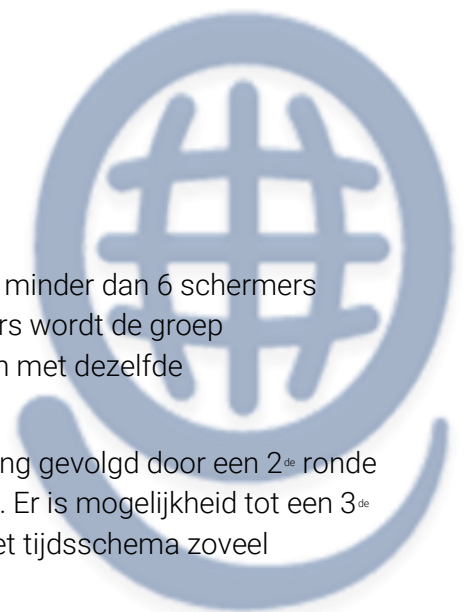 minder dan 6 schermers
rs wordt de groep
n met dezelfde
ng gevolgd door een 2de ronde
. Er is mogelijkheid tot een 3de
et tijdsschema zoveel